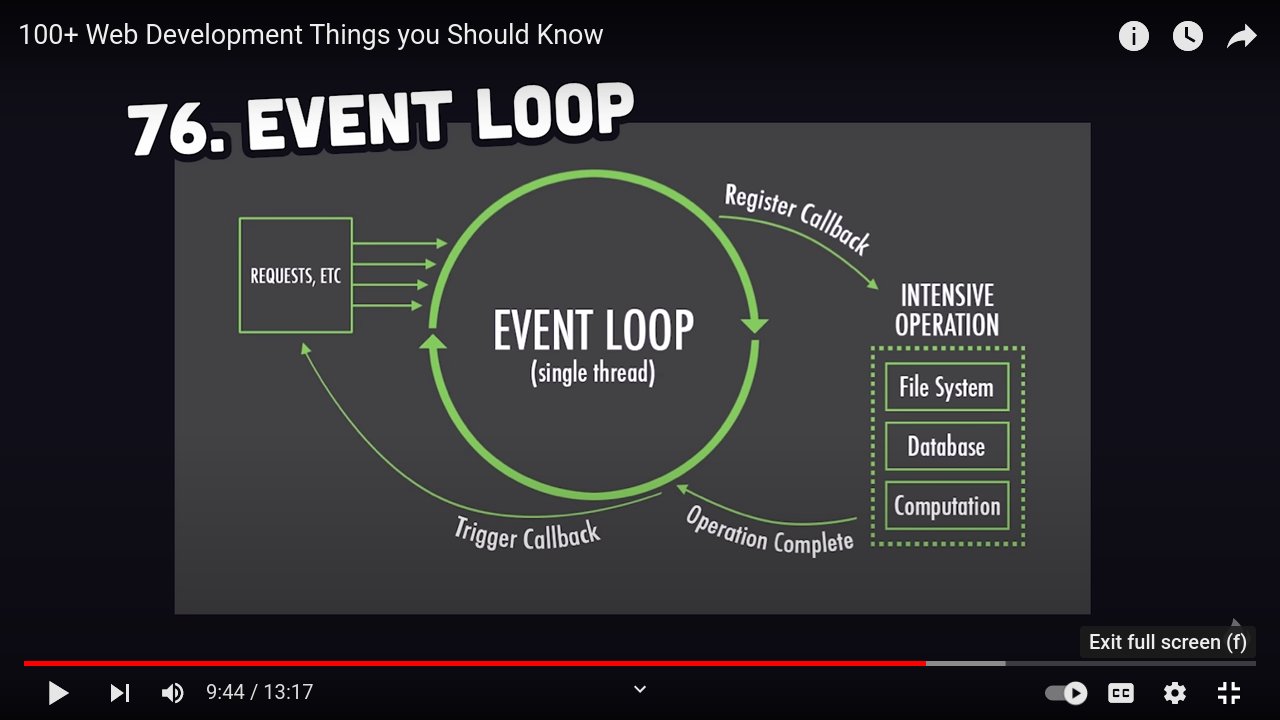 100+ Web Development Things you Should Know
76. EVENT LOOP
Register Callback
REQUESTS, ETC
INTENSIVE
OPERATION
EVENT LOOP
(single thread)
File System
Database
Computation
Trigger Callback
Operation Complete
Exit full screen (f)
9:44 / 13:17
CC